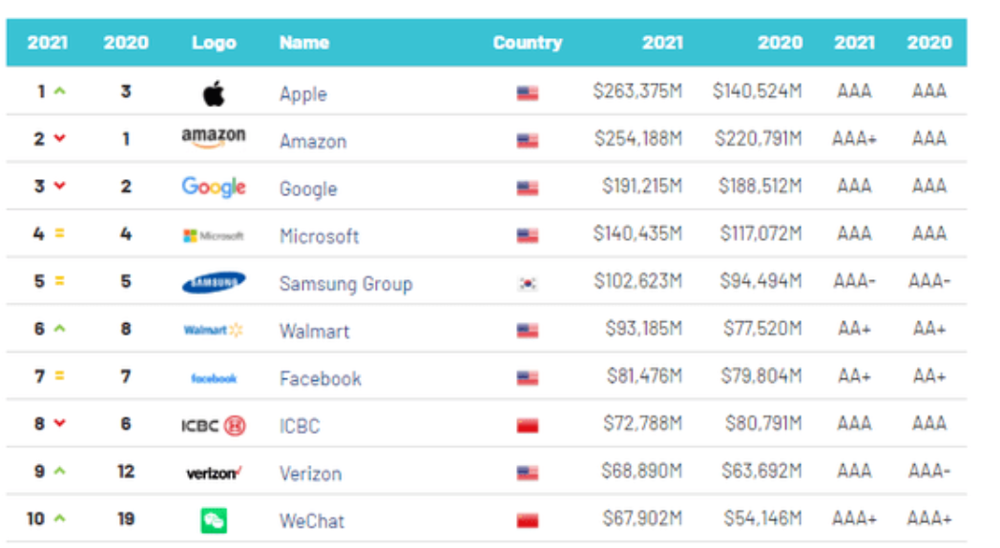 2021 2020 Logo Name Country 2021 2020 2021 2020
1 3 Apple $263,375M $140,524M AAA AAA
2 1 amazon Amazon $254,188M $220,791M AAA+ AAA
3 2 Google Google $191,215M $188,512M AAA AAA
4 = 4 Microsoft Microsoft $140,435M $117,072M AAA AAA
5 = 5 SAMSUNG Samsung Group $102,623M $94,494M AAA- AAA-
6 8 Walmart Walmart $93,185M $77,520M AA+ AA+
7 = 7 facebook Facebook $81,476M $79,804M AA+ AA+
8 6 ICBC ICBC $72,788M $80,791M AAA AAA
9 12 verizon Verizon $68,890M $63,692M AAA AAA-
10 19 WeChat $67,902M $54,146M AAA+ AAA+